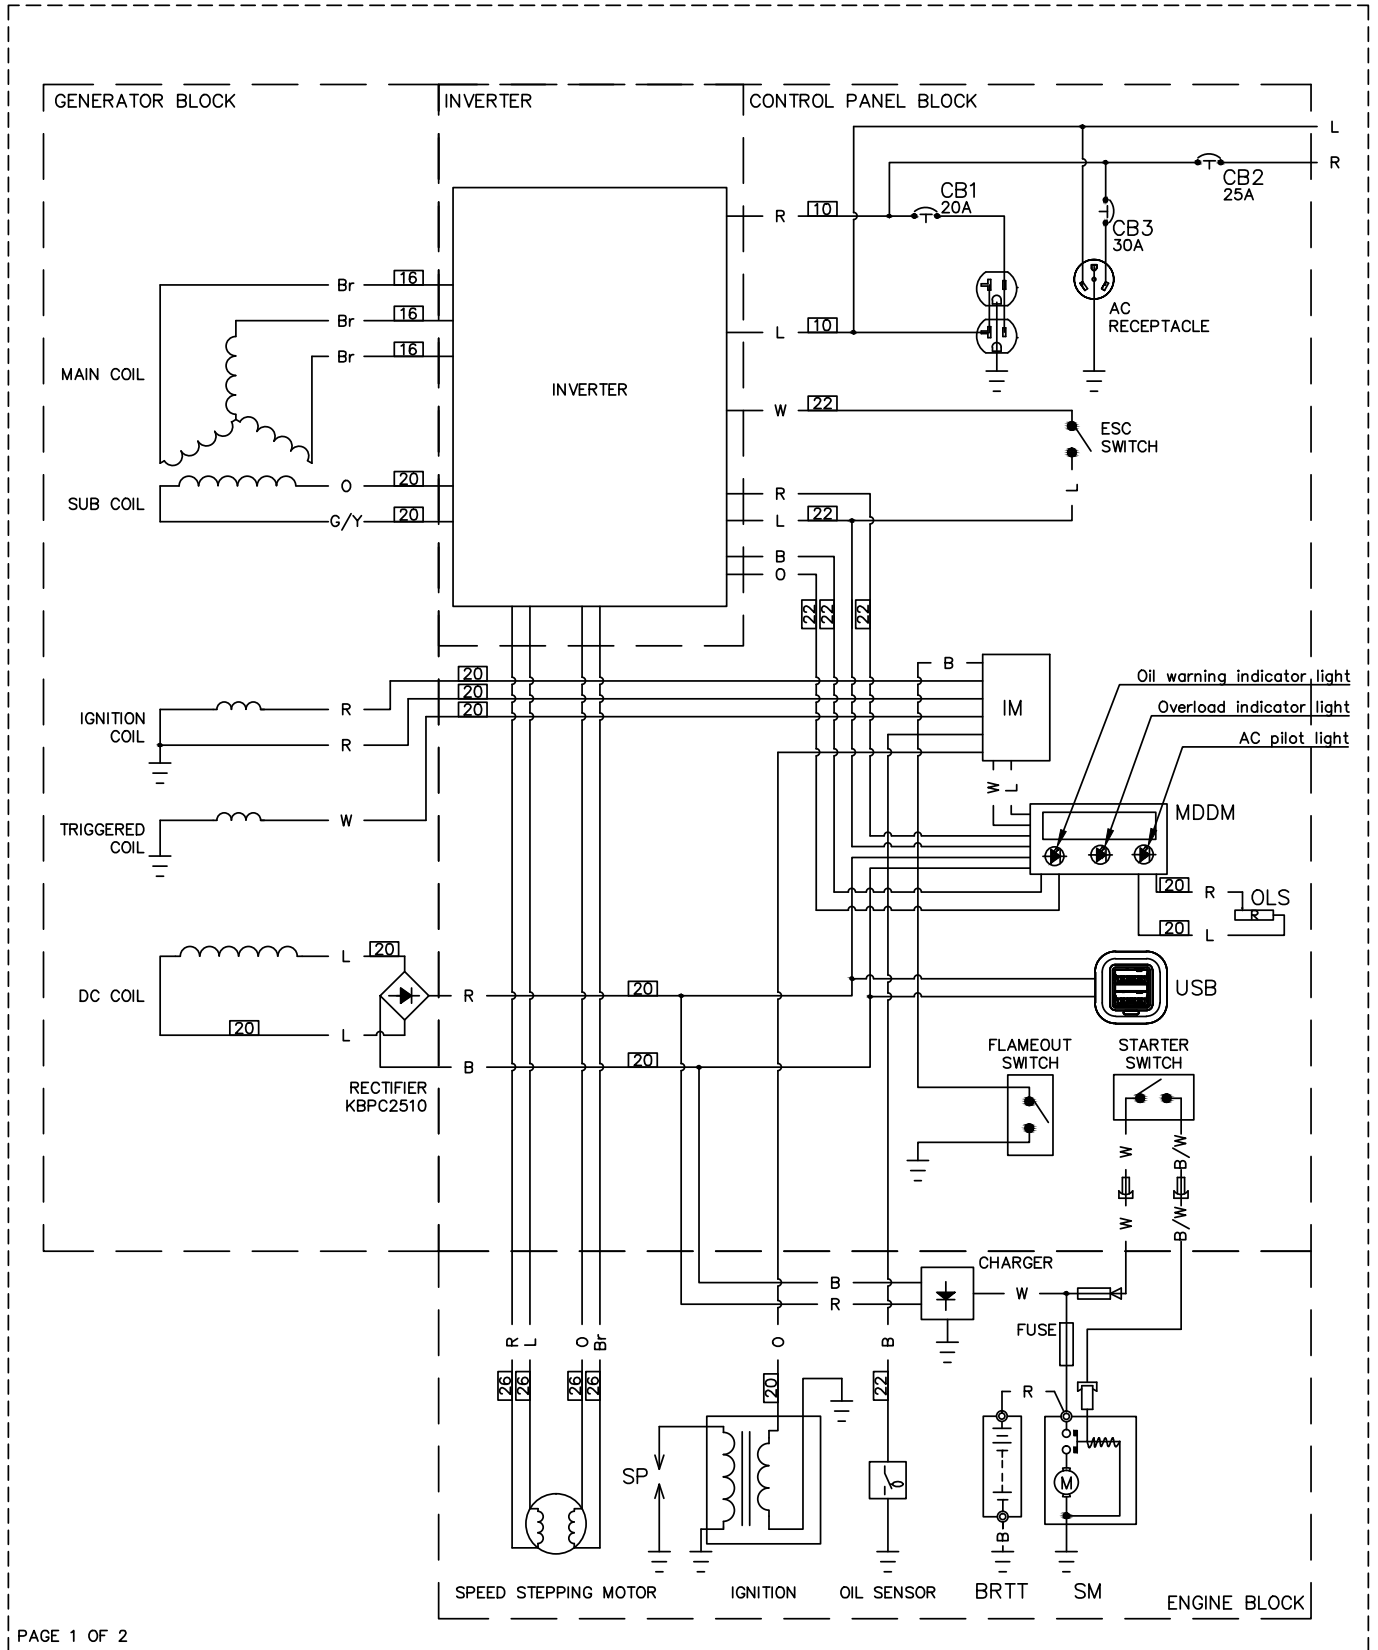 GENERATOR BLOCK
INVERTER
CONTROL PANEL BLOCK
L
R
CB2
25A
CB1
20A
R 10
CB3
30A
Br 16
Br 16
Br 16
AC
RECEPTACLE
L 10
MAIN COIL
INVERTER
W 22
ESC
SWITCH
L
SUB COIL
O 20
G/Y 20
R
L 22
B
O
22 22 22
B
IM
20
20
20
IGNITION
COIL
R
R
Oil warning indicator light
Overload indicator light
AC pilot light
W L
MDDM
TRIGGERED
COIL
W
20 R
OLS
R
20 L
DC COIL
L 20
20 L
R 20
B 20
RECTIFIER
KBPC2510
USB
FLAMEOUT
SWITCH
STARTER
SWITCH
W B/W
W B/W
CHARGER
B
R
W
FUSE
R L O Br O B
26 26 26 26 20 22
R
SP
M
B
SPEED STEPPING MOTOR
IGNITION
OIL SENSOR
BRTT
SM
ENGINE BLOCK
PAGE 1 OF 2